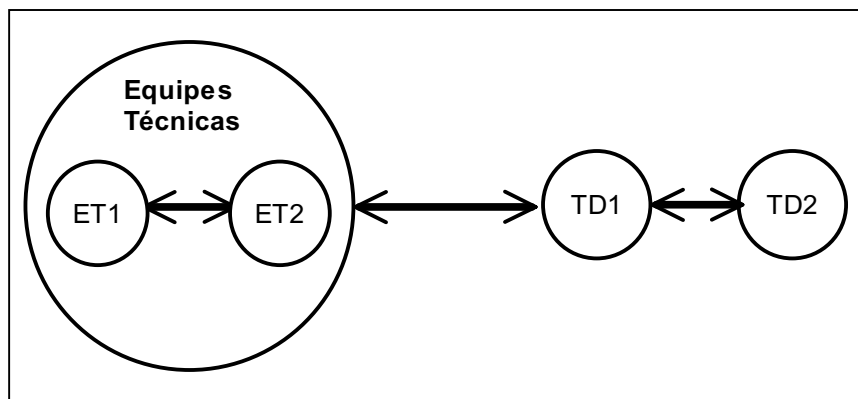 Equipes
Técnicas
ET1
ET2
TD1
TD2